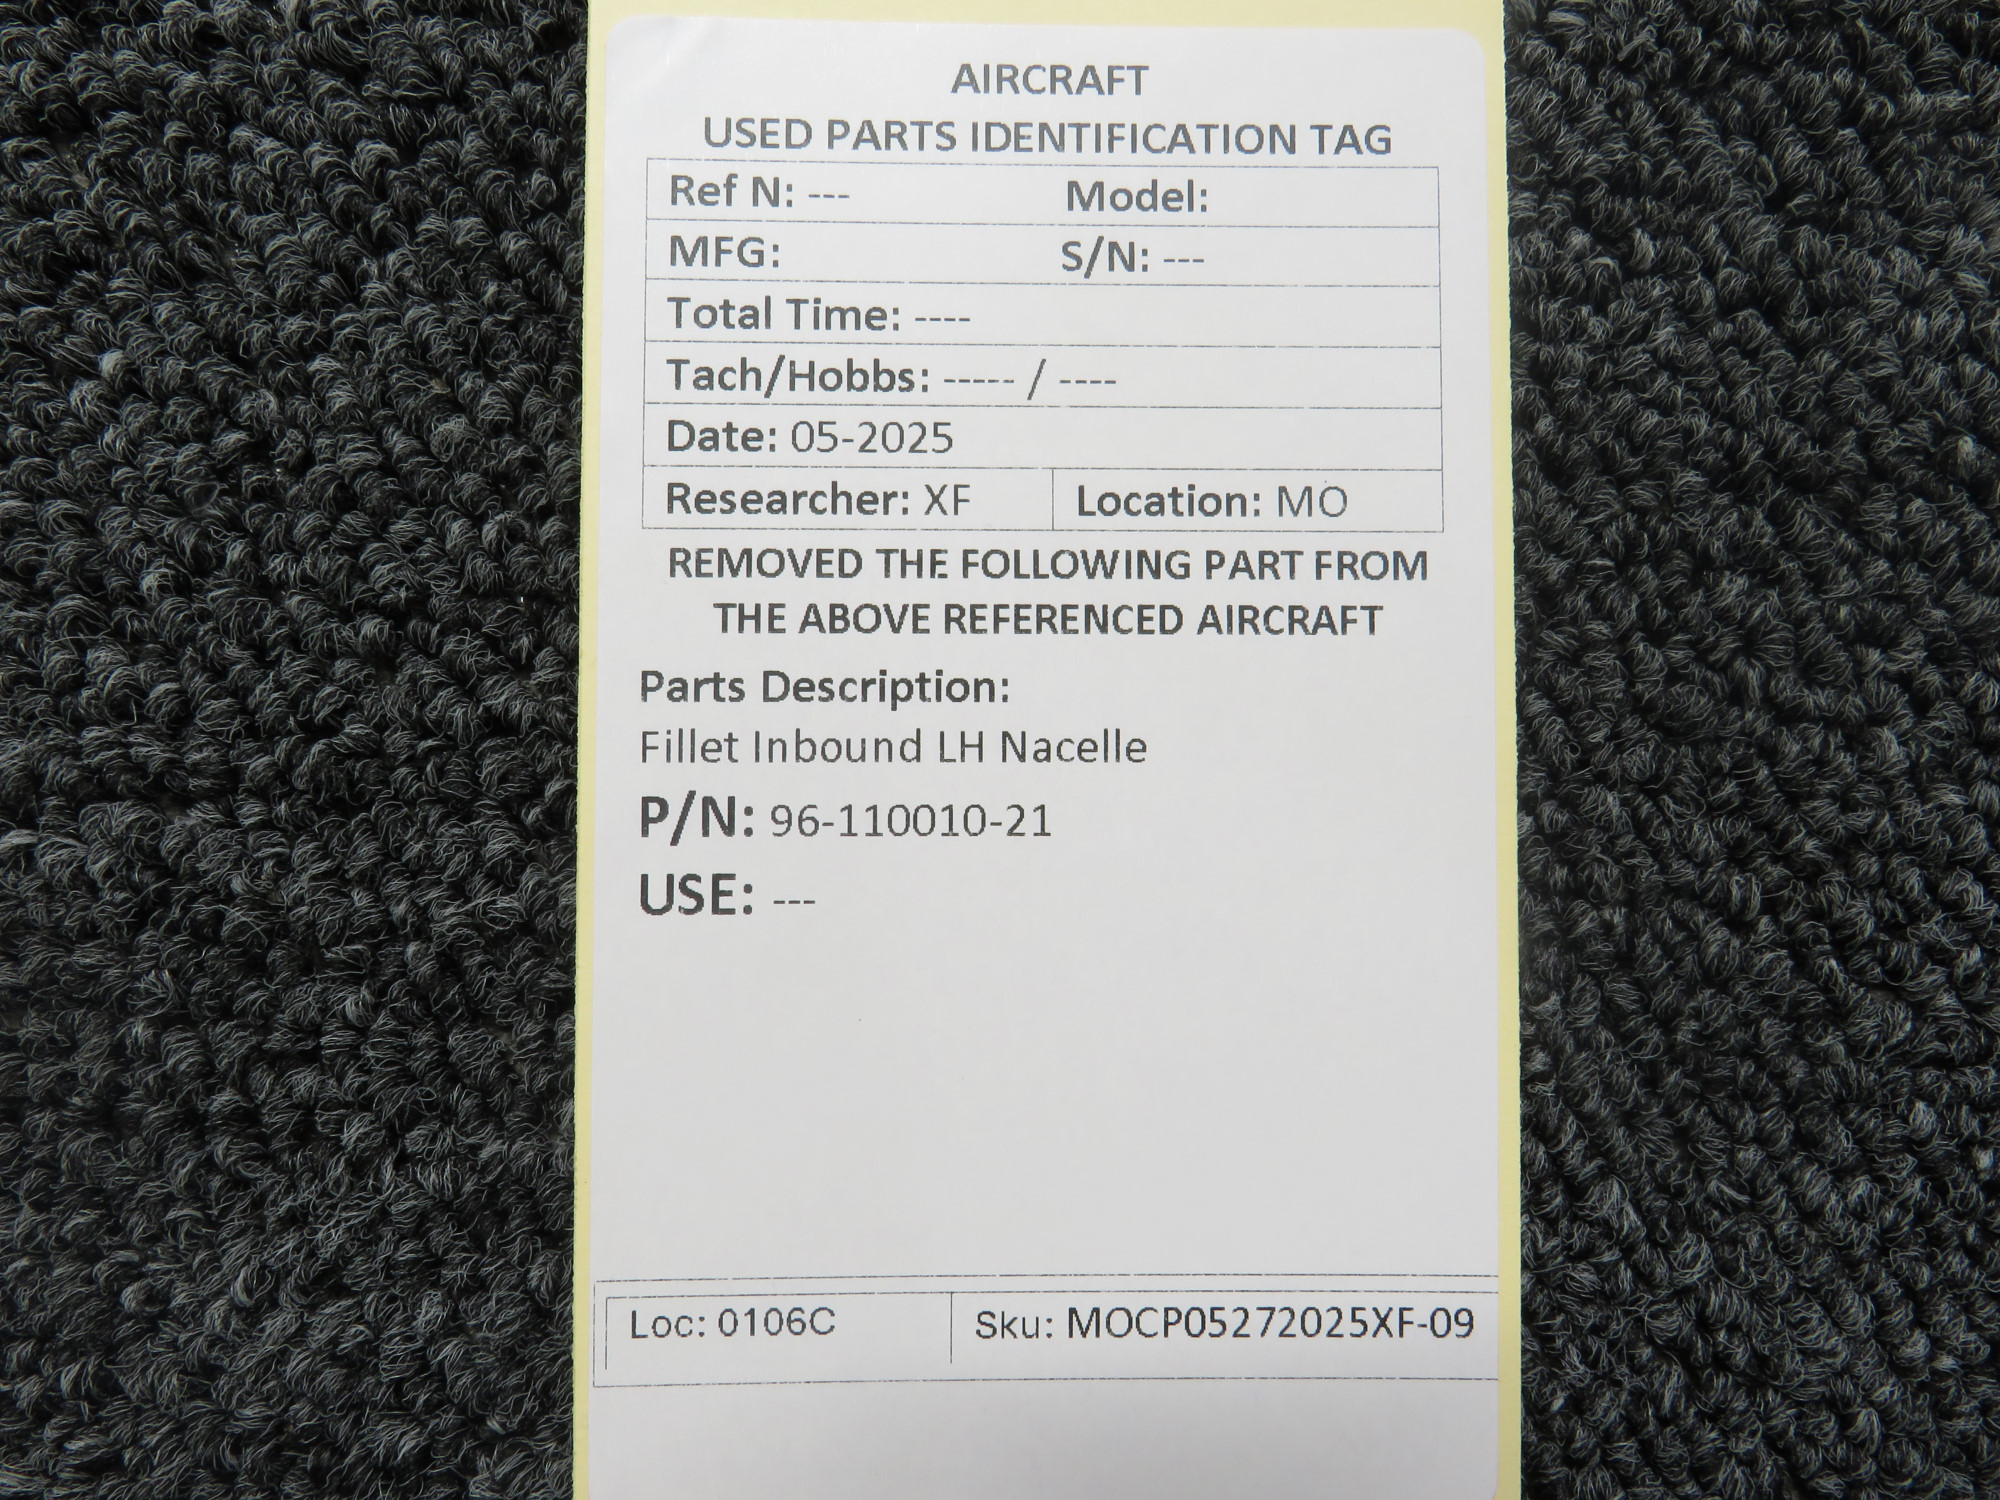 AIRCRAFT
USED PARTS IDENTIFICATION TAG
Ref N: --- Model:
MFG: S/N: ---
Total Time: ----
Tach/Hobbs: ----- / ----
Date: 05-2025
Researcher: XF Location: MO
REMOVED THE FOLLOWING PART FROM
THE ABOVE REFERENCED AIRCRAFT
Parts Description:
Fillet Inbound LH Nacelle
P/N: 96-110010-21
USE: ---
Loc: 0106C Sku: MOCP05272025XF-09